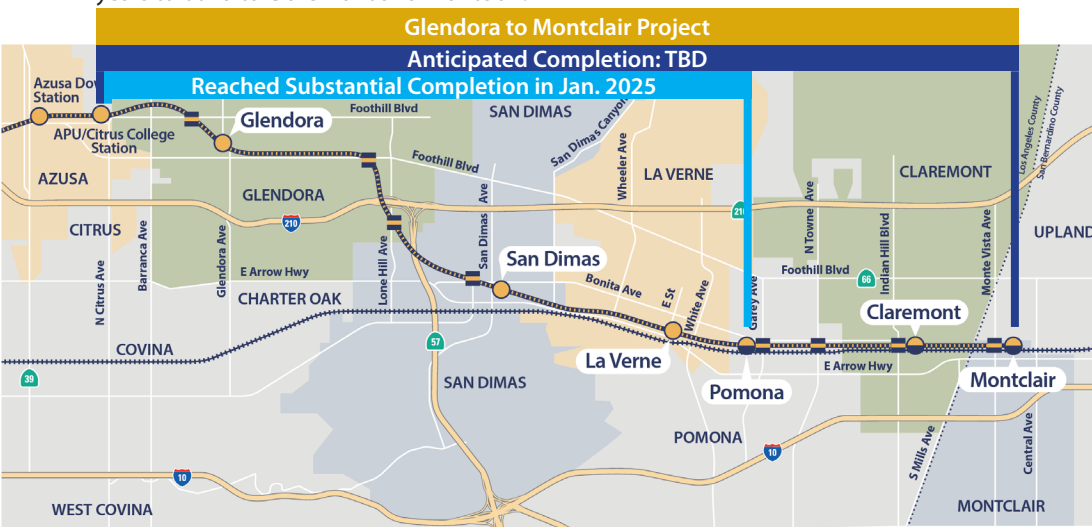 Glendora to Montclair Project
Anticipated Completion: TBD
Reached Substantial Completion in Jan. 2025
Azusa
Station
APU/Citrus College
Station
Glendora
Foothill Blvd
SAN DIMAS
San Dimas Canyon
Foothill Blvd
Wheeler Ave
LA VERNE
CLAREMONT
Los Angeles County
San Bernardino County
AZUSA
GLENDORA
210
210
CITRUS
N Citrus Ave
Barranca Ave
Glendora Ave
E Arrow Hwy
Lone Hill Ave
San Dimas Ave
San Dimas
Bonita Ave
E St
White Ave
Garey Ave
N Towne Ave
Foothill Blvd
66
Indian Hill Blvd
Monte Vista Ave
UPLAND
CHARTER OAK
COVINA
39
57
SAN DIMAS
La Verne
Pomona
Claremont
E Arrow Hwy
Montclair
POMONA
10
10
S Mills Ave
Central Ave
WEST COVINA
MONTCLAIR